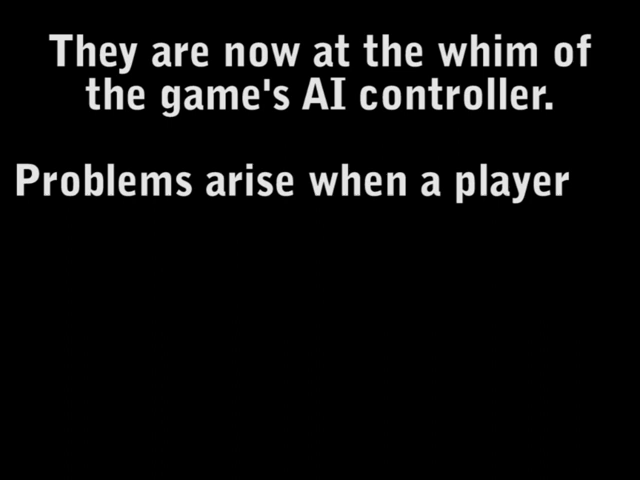 They are now at the whim of
the game's AI controller.
Problems arise when a player